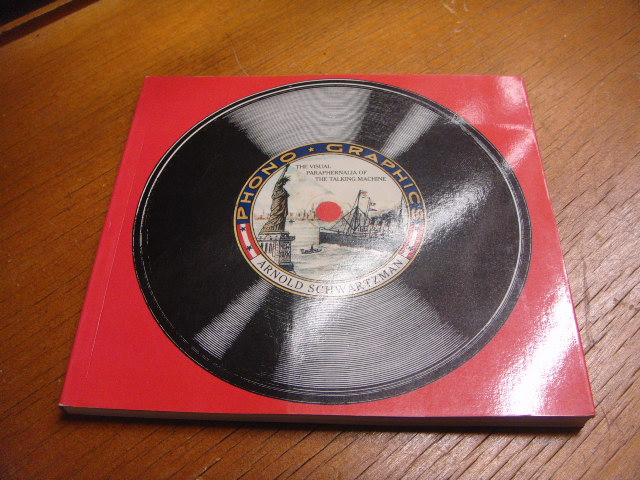 PHONO ★ GRAPHICS
THE VISUAL
PARAPHERNALIA OF
THE TALKING MACHINE
ARNOLD SCHWARTZMAN